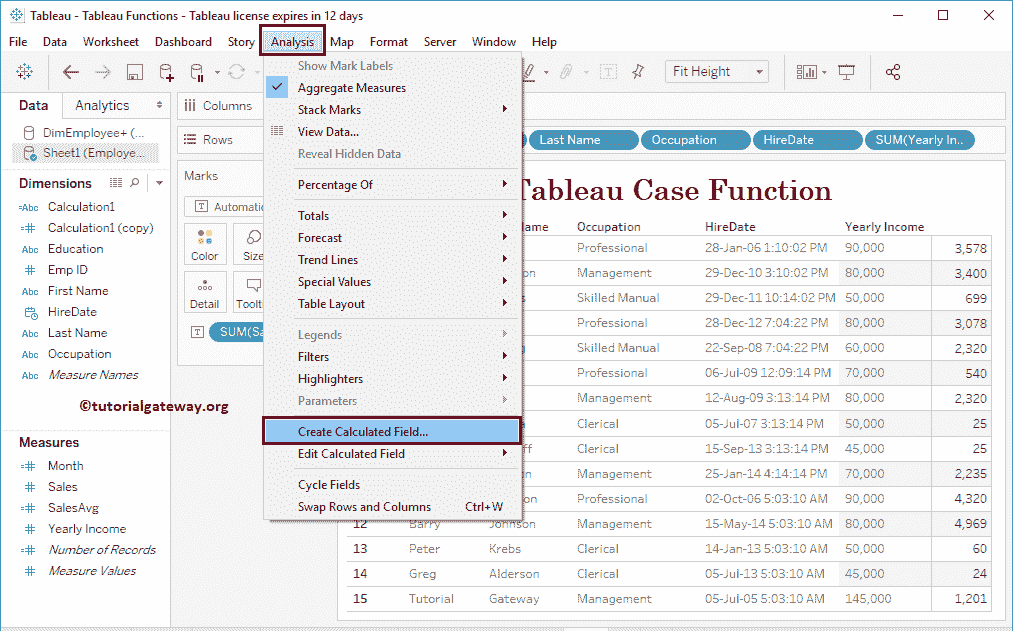 Tableau - Tableau Functions - Tableau license expires in 12 days
File Data Worksheet Dashboard Story Analysis Map Format Server Window Help
Fit Height
Data Analytics
DimEmployee+ (...
Sheet1 (Employe...
Dimensions
=Abc Calculation1
=# Calculation1 (copy)
Abc Education
# Emp ID
Abc First Name
HireDate
Abc Last Name
Abc Occupation
Abc Measure Names
©tutorialgateway.org
Measures
=# Month
# Sales
=# SalesAvg
# Yearly Income
=# Number of Records
# Measure Values
Columns
Rows
Last Name Occupation HireDate SUM(Yearly In..
Marks
Automatic
Color Size
Detail Toolt
SUM(Sa
Show Mark Labels
Aggregate Measures
Stack Marks
View Data...
Reveal Hidden Data
Percentage Of
Totals
Forecast
Trend Lines
Special Values
Table Layout
Legends
Filters
Highlighters
Parameters
Create Calculated Field...
Edit Calculated Field
Cycle Fields
Swap Rows and Columns Ctrl+W
Tableau Case Function
ame Occupation HireDate Yearly Income
Professional 28-Jan-06 1:10:02 PM 90,000 3,578
on Management 29-Dec-10 3:10:02 PM 80,000 3,400
s Skilled Manual 29-Dec-11 10:14:02 PM 50,000 699
Professional 28-Dec-12 7:04:22 PM 80,000 3,078
g Skilled Manual 22-Sep-08 7:04:22 PM 60,000 2,320
Professional 06-Jul-09 12:09:14 PM 70,000 540
Management 12-Aug-09 3:13:14 PM 80,000 2,320
a Clerical 05-Jul-07 3:13:14 PM 50,000 25
ff Clerical 15-Sep-13 3:13:14 PM 45,000 25
n Management 25-Jan-14 4:14:14 PM 70,000 2,235
on Professional 02-Oct-06 5:03:10 AM 90,000 4,320
12 Barry Johnson Management 15-May-14 5:03:10 AM 80,000 4,969
13 Peter Krebs Clerical 14-Jan-13 5:03:10 AM 50,000 60
14 Greg Alderson Clerical 05-Jul-13 5:03:10 AM 45,000 24
15 Tutorial Gateway Management 05-Jul-05 5:03:10 AM 145,000 1,201